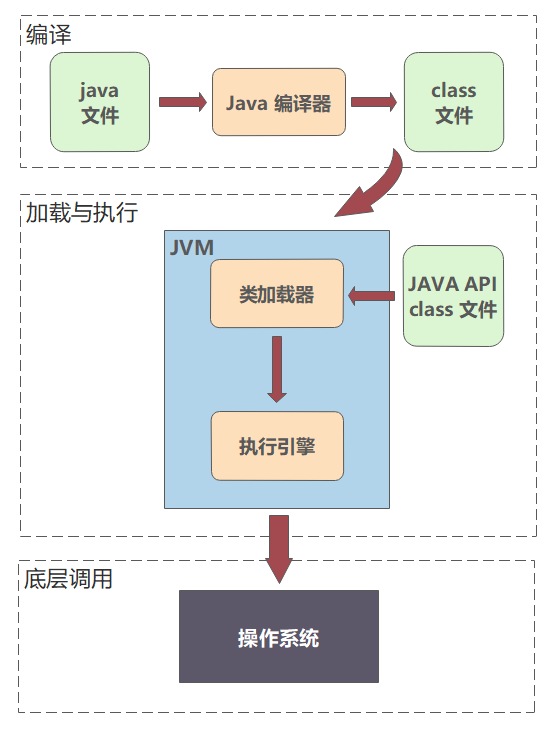 编译
java
文件
Java 编译器
class
文件
加载与执行
JVM
类加载器
JAVA API
class 文件
执行引擎
底层调用
操作系统